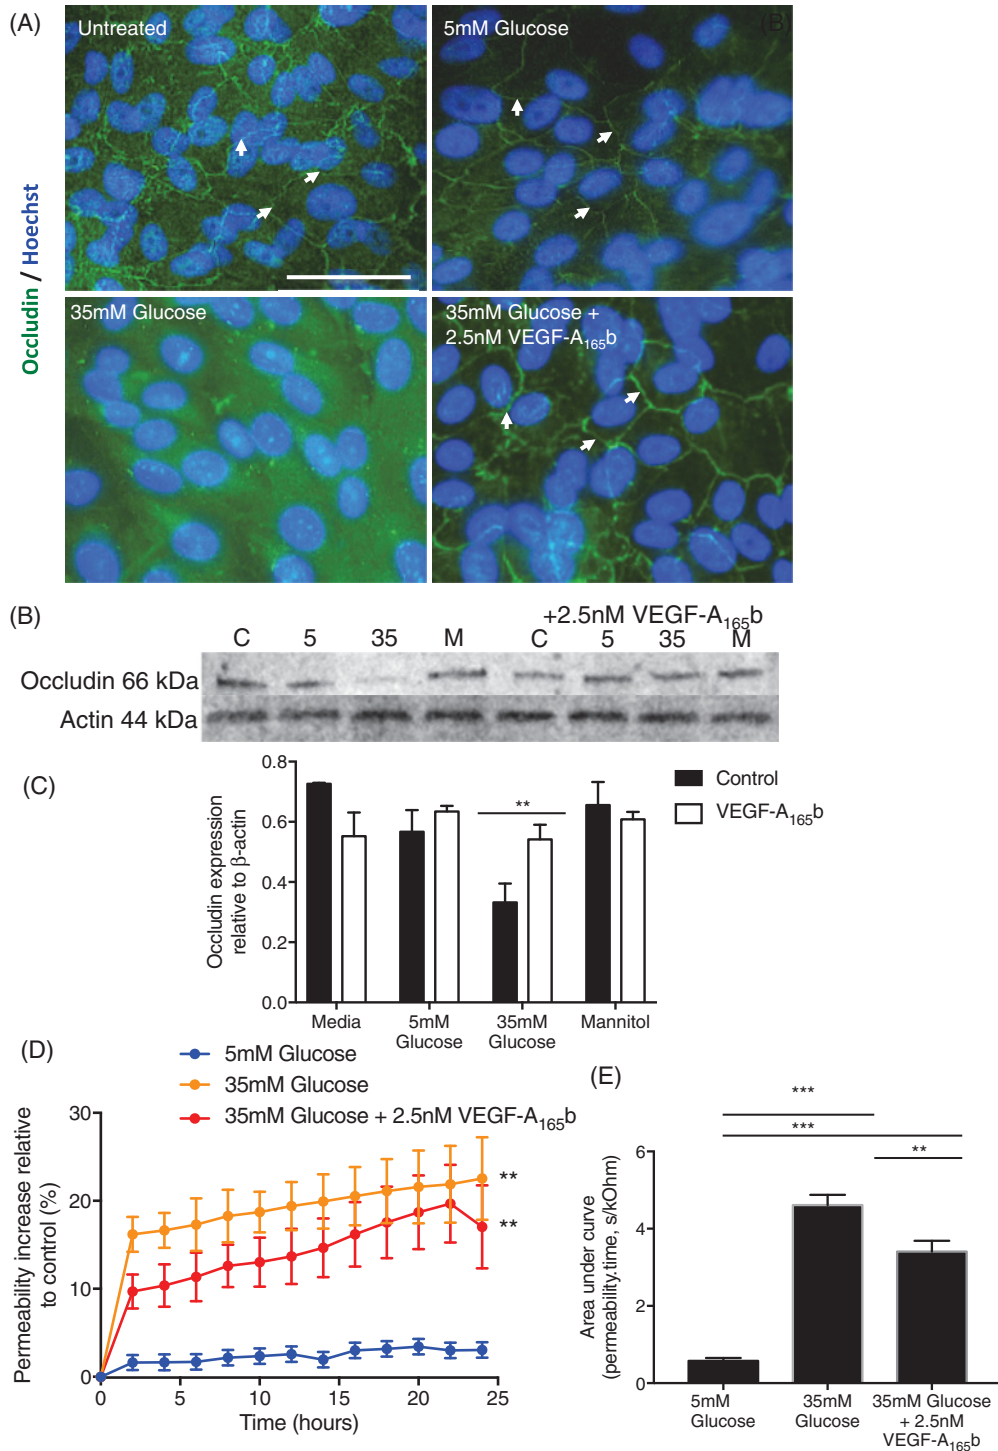 (A)
Untreated
5mM Glucose
(B)
Occludin / Hoechst
35mM Glucose
35mM Glucose +
2.5nM VEGF-A₁₆₅b
(B)
+2.5nM VEGF-A₁₆₅b
C 5 35 M C 5 35 M
Occludin 66 kDa
Actin 44 kDa
(C)
Occludin expression
relative to β-actin
0.8
0.6
0.4
0.2
0.0
**
Control
VEGF-A₁₆₅b
Media
5mM
Glucose
35mM
Glucose
Mannitol
(D)
5mM Glucose
35mM Glucose
35mM Glucose + 2.5nM VEGF-A₁₆₅b
Permeability increase relative
to control (%)
30
20
10
0
**
**
0 5 10 15 20 25
Time (hours)
(E)
***
***
**
Area under curve
(permeability.time, s/kOhm)
6
4
2
0
5mM
Glucose
35mM
Glucose
35mM Glucose
+ 2.5nM
VEGF-A₁₆₅b